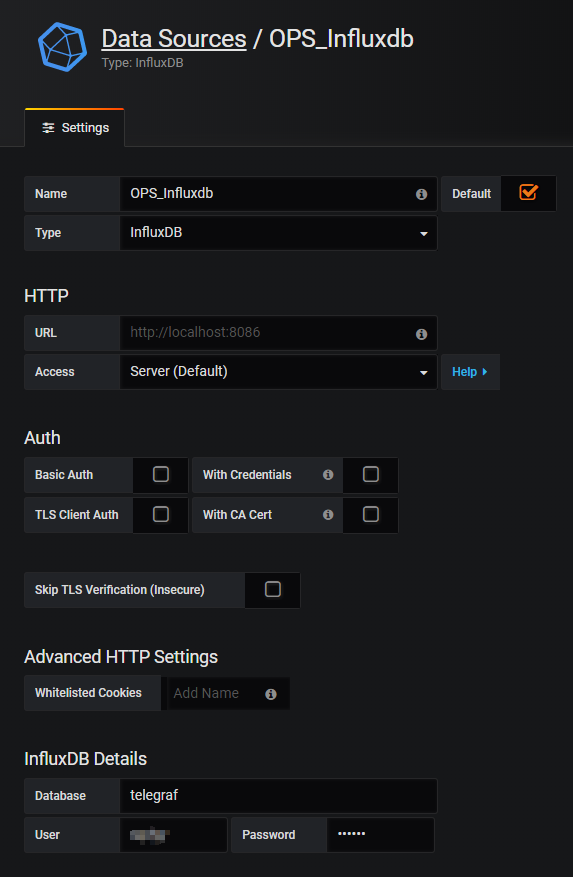 Data Sources / OPS_Influxdb
Type: InfluxDB
Settings
Name OPS_Influxdb Default
Type InfluxDB
HTTP
URL http://localhost:8086
Access Server (Default) Help
Auth
Basic Auth With Credentials
TLS Client Auth With CA Cert
Skip TLS Verification (Insecure)
Advanced HTTP Settings
Whitelisted Cookies Add Name
InfluxDB Details
Database telegraf
User Password ••••••